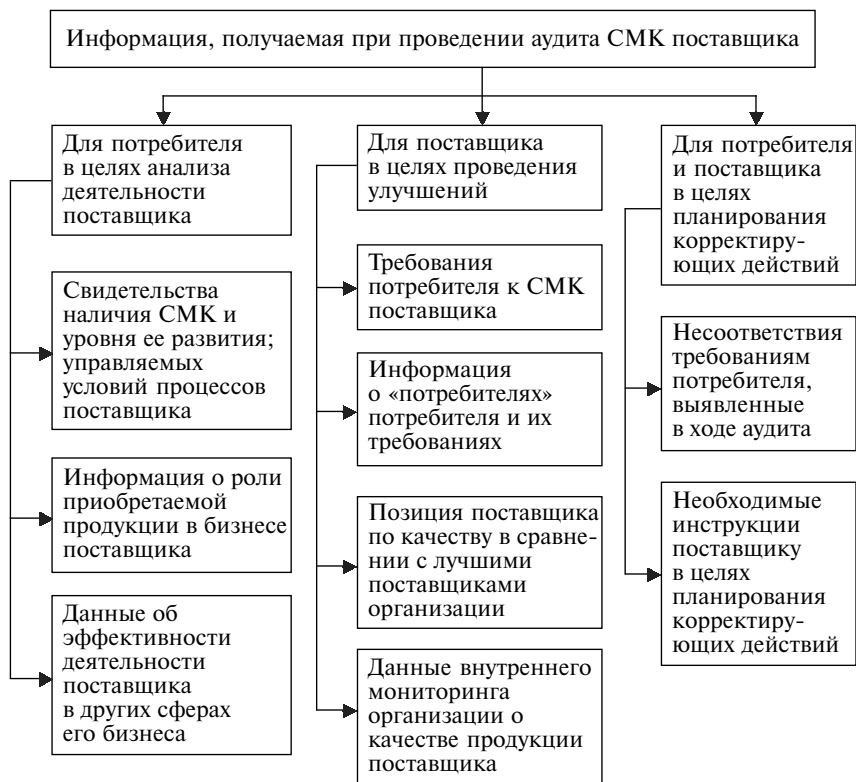 Информация, получаемая при проведении аудита СМК поставщика
Для потребителя
в целях анализа
деятельности
поставщика
Свидетельства
наличия СМК и
уровня ее развития;
управляемых
условий процессов
поставщика
Информация о роли
приобретаемой
продукции в бизнесе
поставщика
Данные об
эффективности
деятельности
поставщика
в других сферах
его бизнеса
Для поставщика
в целях проведения
улучшений
Требования
потребителя к СМК
поставщика
Информация
о «потребителях»
потребителя и их
требованиях
Позиция поставщика
по качеству в сравне-
нии с лучшими
поставщиками
организации
Данные внутреннего
мониторинга
организации о
качестве продукции
поставщика
Для потребителя
и поставщика
в целях
планирования
корректиру-
ющих действий
Несоответствия
требованиям
потребителя,
выявленные
в ходе аудита
Необходимые
инструкции
поставщику
в целях
планирования
корректиру-
ющих действий